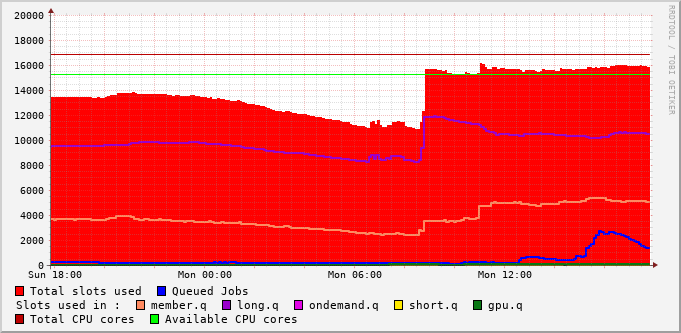 20000
18000
16000
14000
12000
10000
8000
6000
4000
2000
0
Sun 18:00 Mon 00:00 Mon 06:00 Mon 12:00
Total slots used Queued Jobs
Slots used in : member.q long.q ondemand.q short.q gpu.q
Total CPU cores Available CPU cores
RRDTOOL / TOBI OETIKER